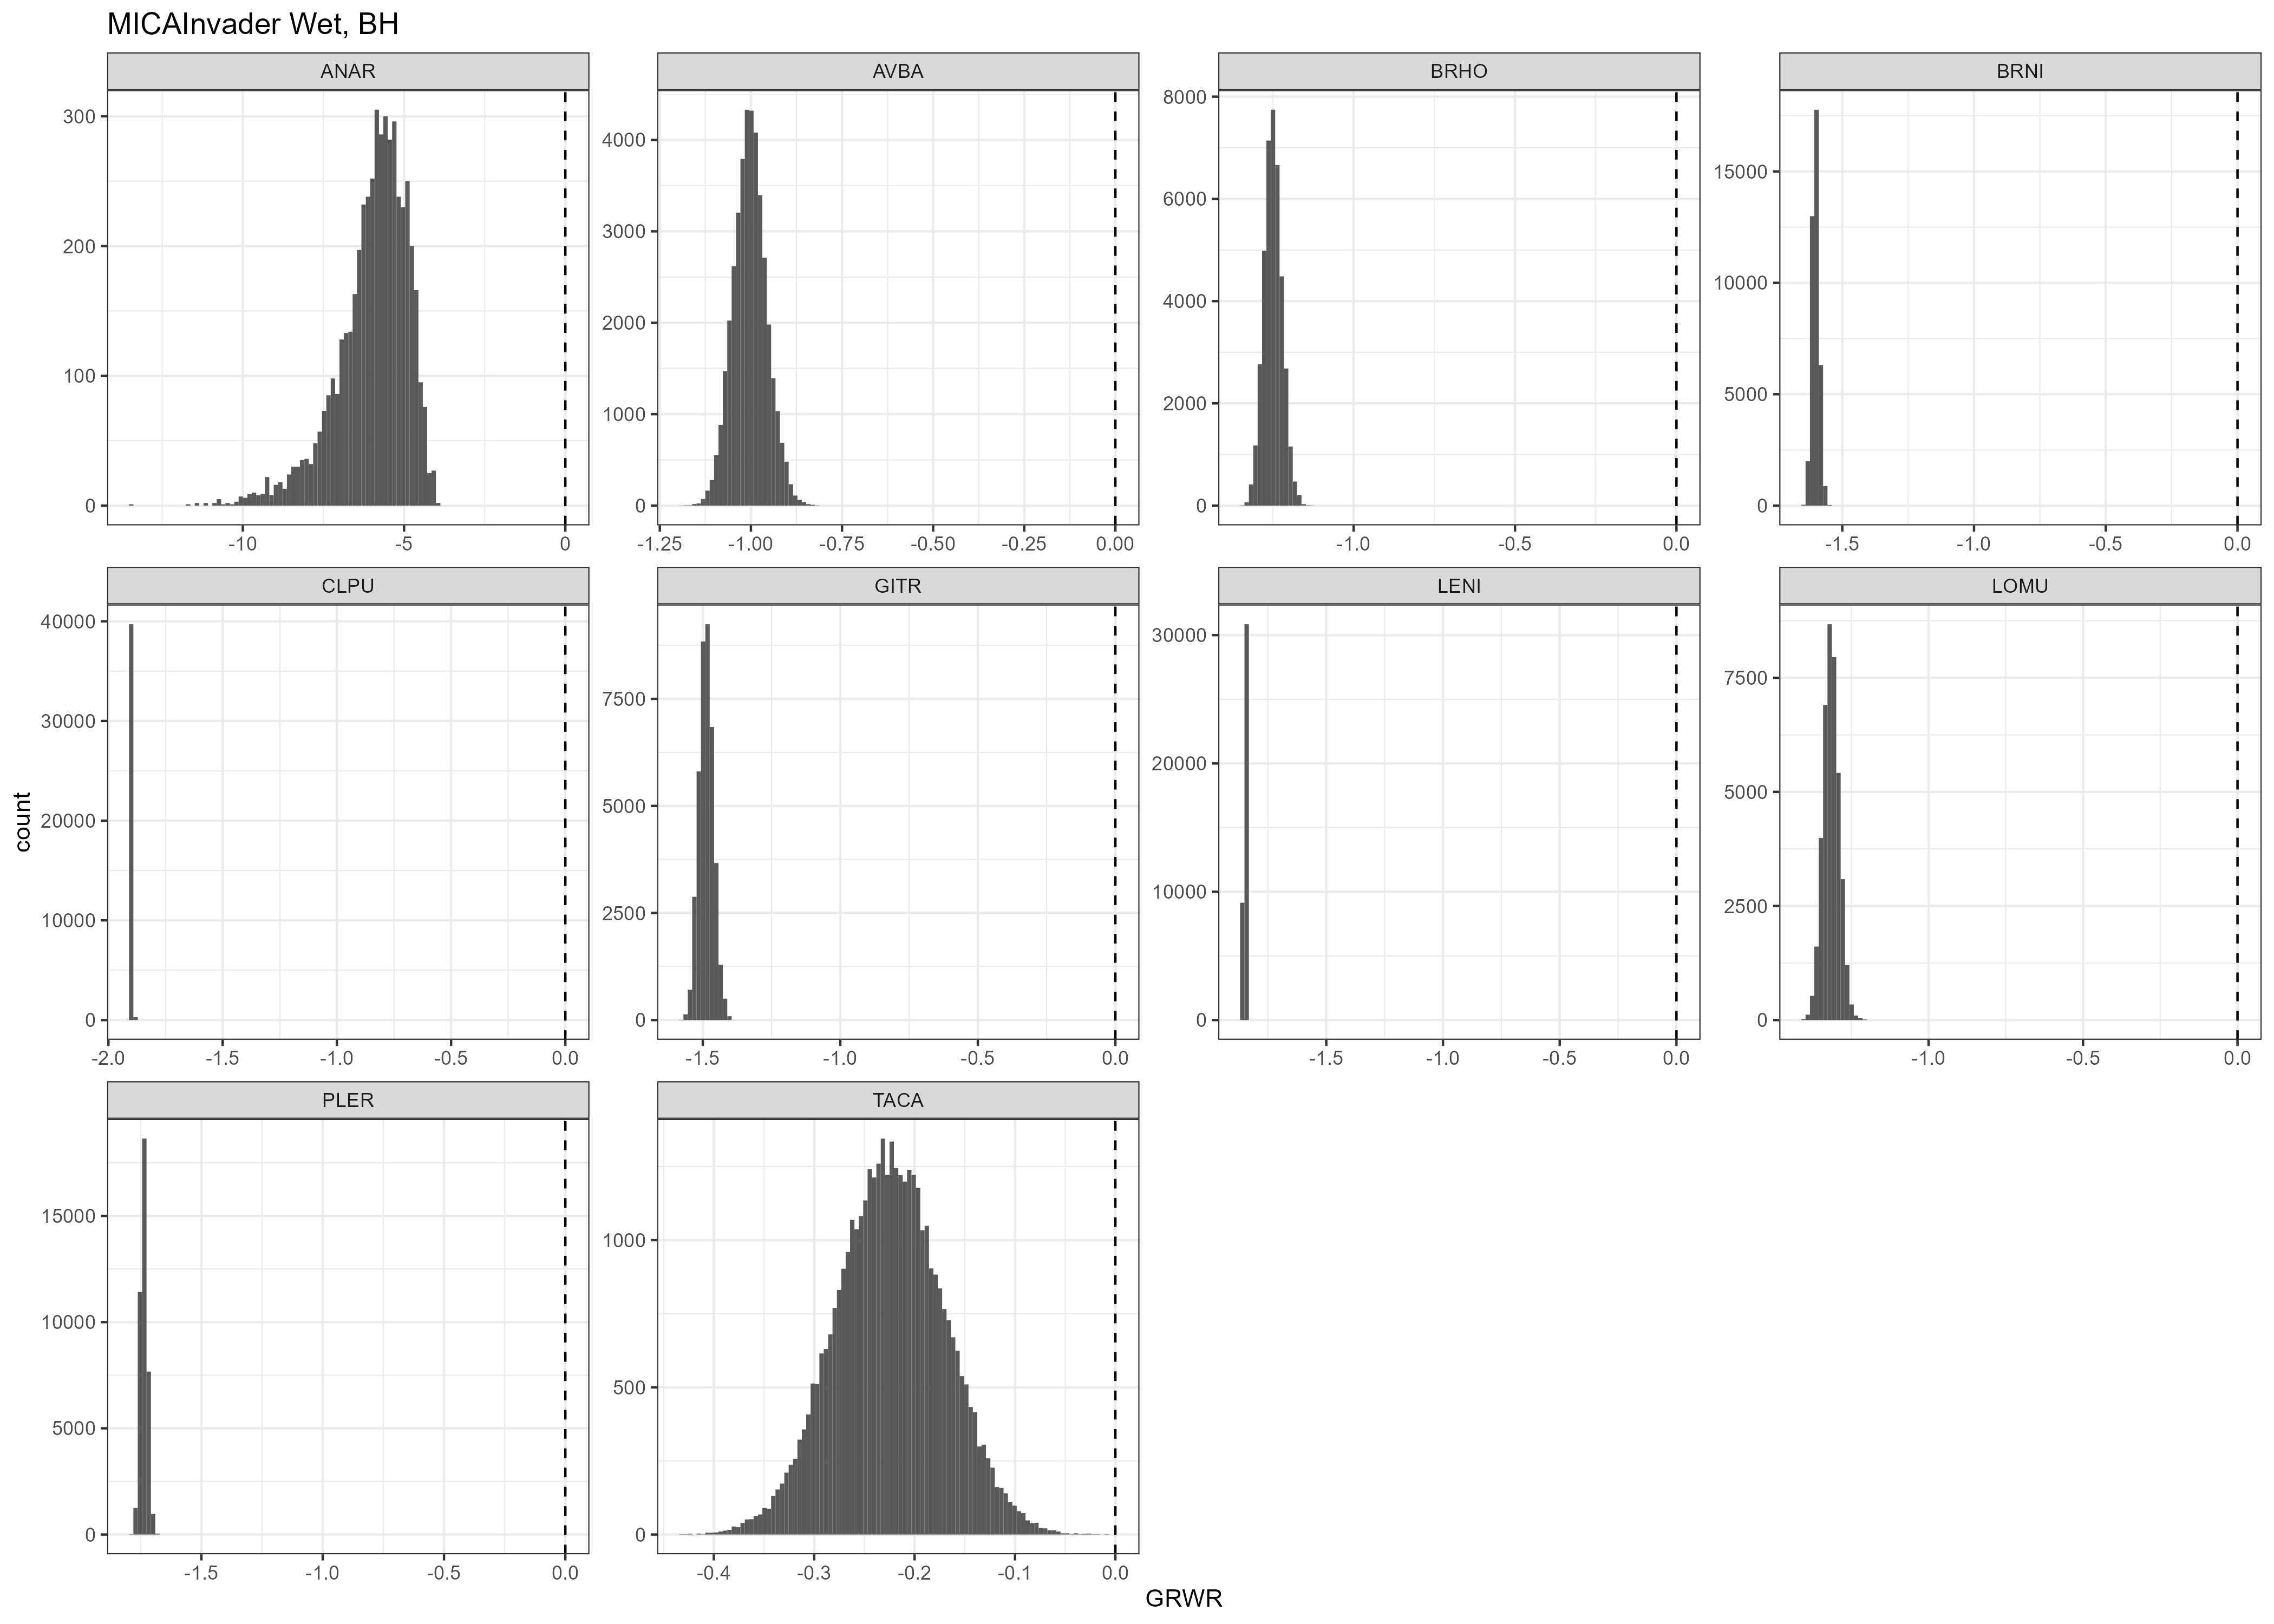 MICAInvader Wet, BH
ANAR AVBA BRHO BRNI
300 200 100 0
4000 3000 2000 1000 0
8000 6000 4000 2000 0
15000 10000 5000 0
-10 -5 0
-1.25 -1.00 -0.75 -0.50 -0.25 0.00
-1.0 -0.5 0.0
-1.5 -1.0 -0.5 0.0
CLPU GITR LENI LOMU
40000 30000 20000 10000 0
7500 5000 2500 0
30000 20000 10000 0
7500 5000 2500 0
-2.0 -1.5 -1.0 -0.5 0.0
-1.5 -1.0 -0.5 0.0
-1.5 -1.0 -0.5 0.0
-1.0 -0.5 0.0
PLER TACA
15000 10000 5000 0
1000 500 0
-1.5 -1.0 -0.5 0.0
-0.4 -0.3 -0.2 -0.1 0.0
count
GRWR